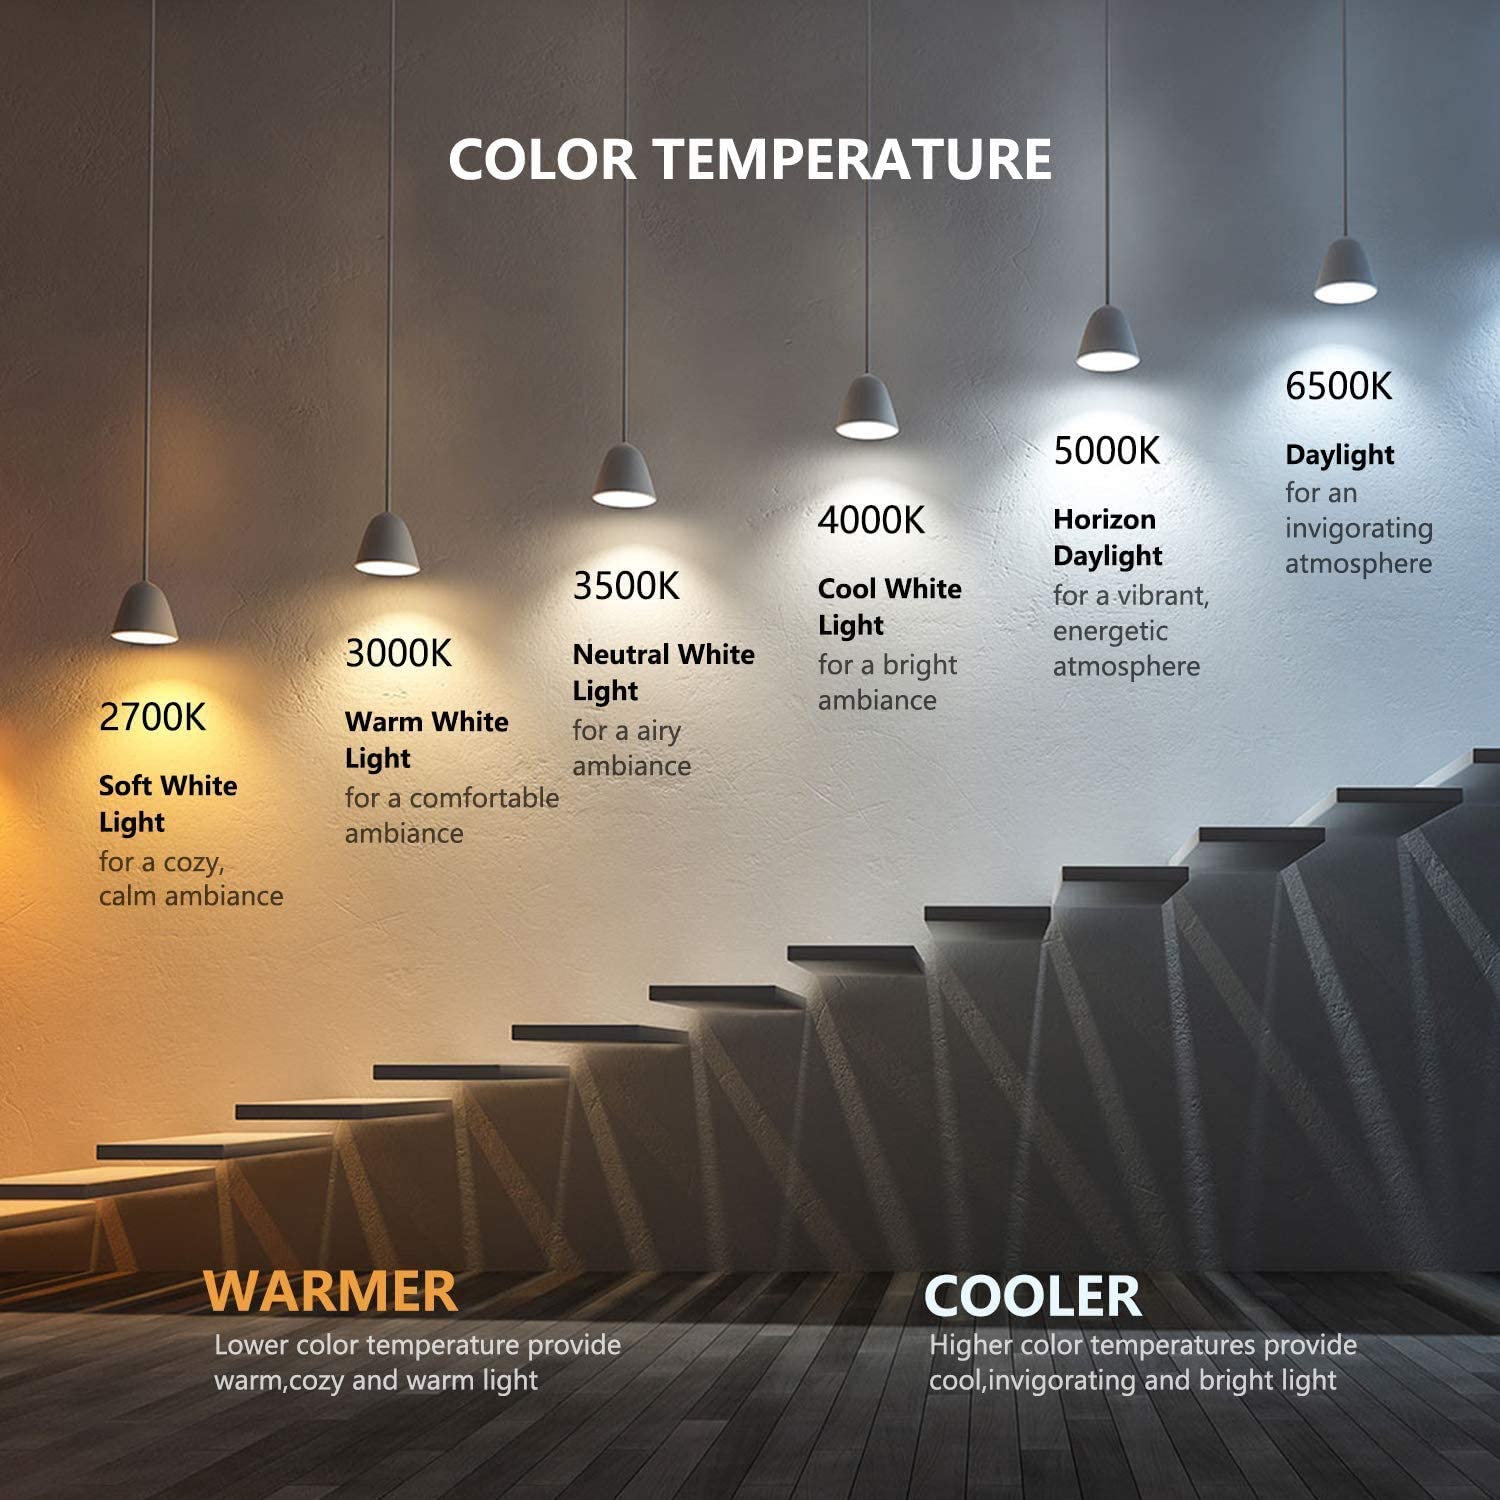 COLOR TEMPERATURE
2700K
Soft White
Light
for a cozy,
calm ambiance
3000K
Warm White
Light
for a comfortable
ambiance
3500K
Neutral White
Light
for a airy
ambiance
4000K
Cool White
Light
for a bright
ambiance
5000K
Horizon
Daylight
for a vibrant,
energetic
atmosphere
6500K
Daylight
for an
invigorating
atmosphere
WARMER
Lower color temperature provide
warm,cozy and warm light
COOLER
Higher color temperatures provide
cool,invigorating and bright light